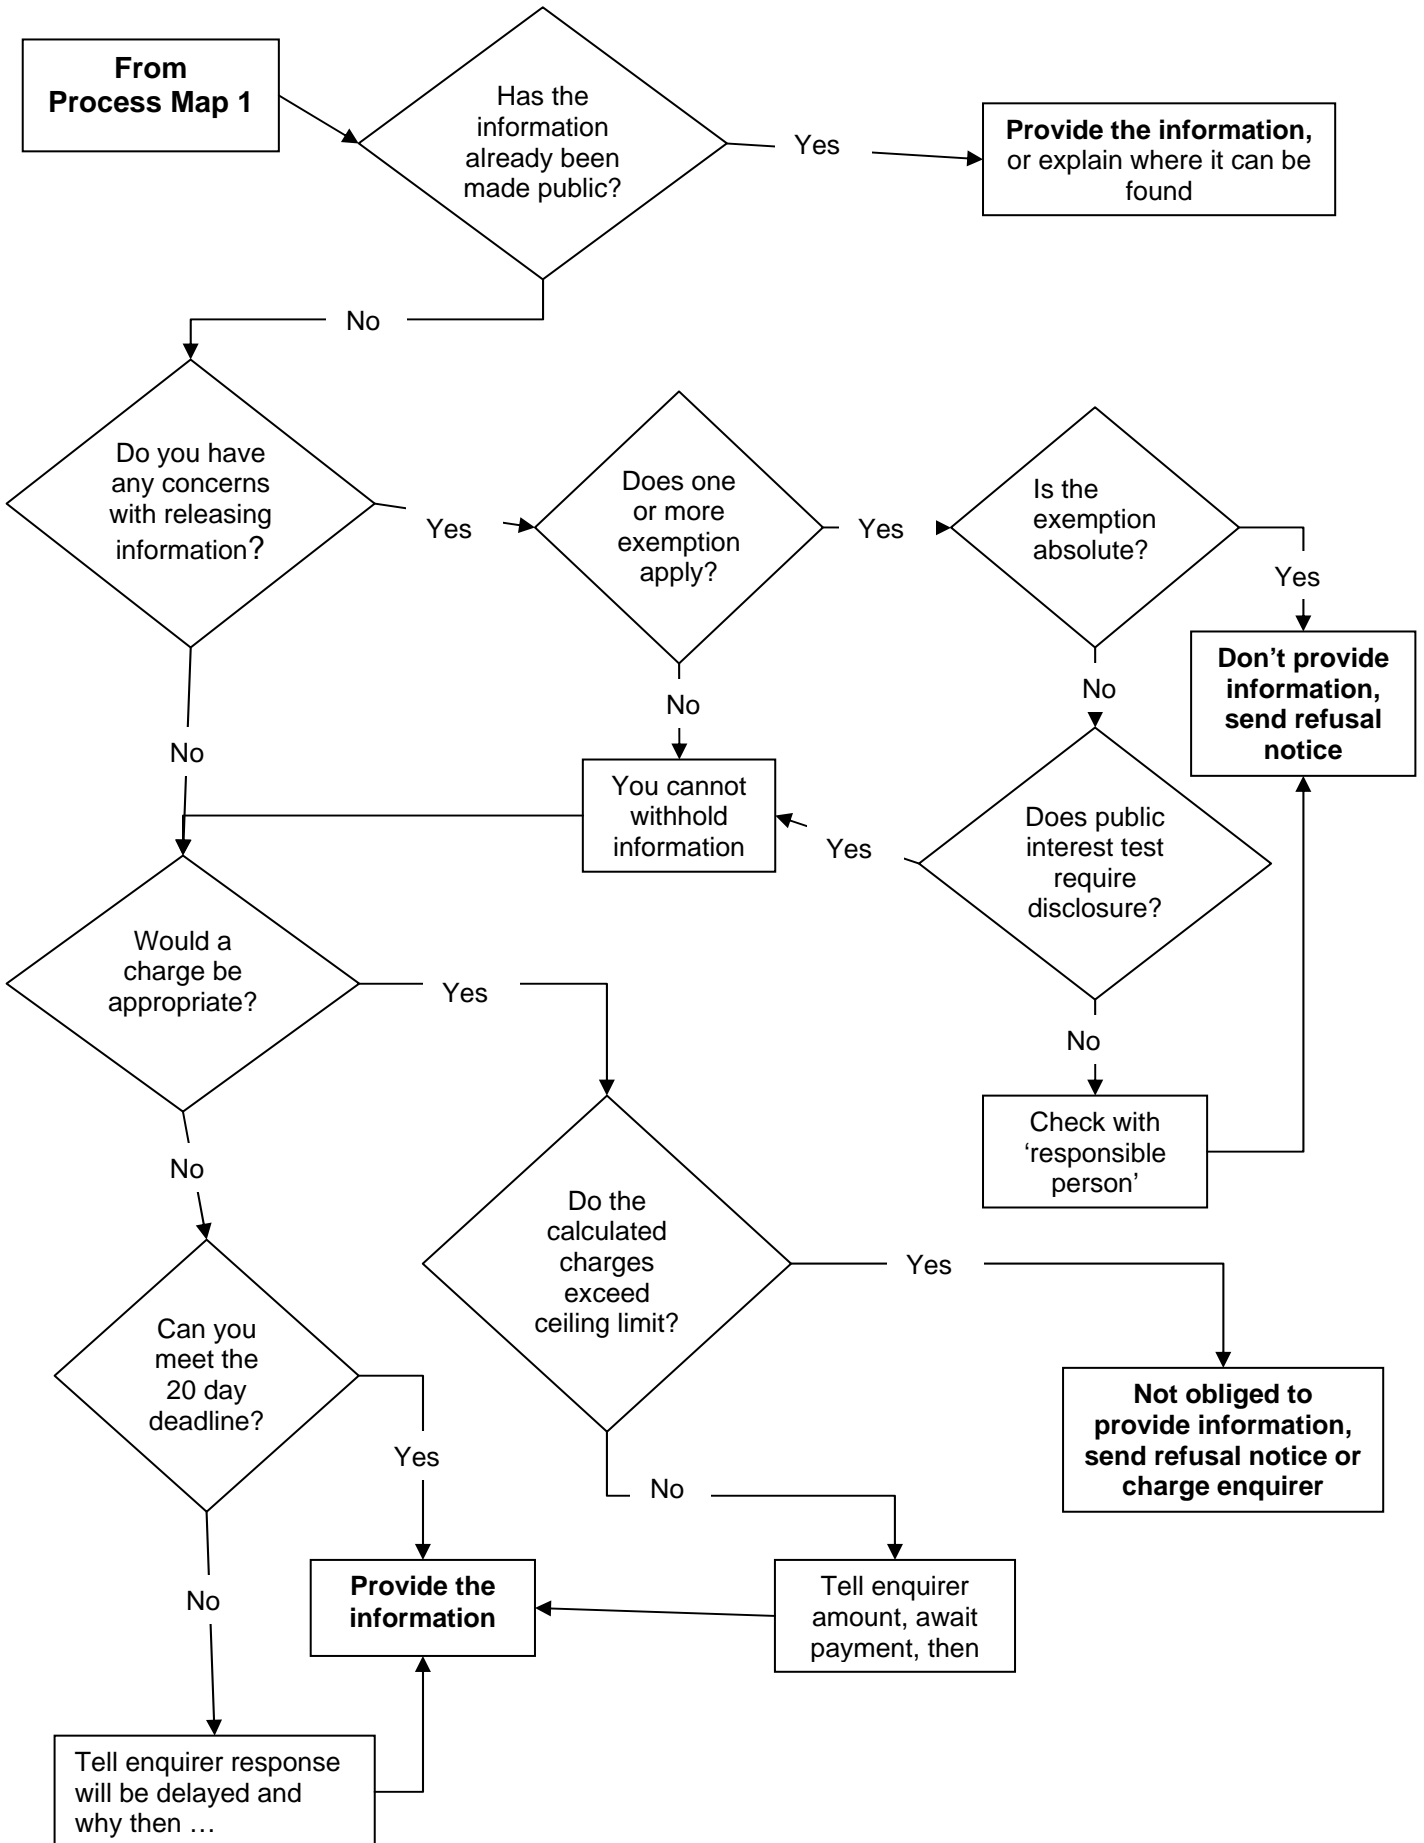 From
Process Map 1
Has the
information
already been
made public?
Yes
Provide the information,
or explain where it can be
found
No
Do you have
any concerns
with releasing
information?
Yes
Does one
or more
exemption
apply?
Yes
Is the
exemption
absolute?
Yes
No
No
Don’t provide
information,
send refusal
notice
No
You cannot
withhold
information
Yes
Does public
interest test
require
disclosure?
Would a
charge be
appropriate?
Yes
No
Check with
‘responsible
person’
No
Do the
calculated
charges
exceed
ceiling limit?
Yes
Can you
meet the
20 day
deadline?
Yes
Not obliged to
provide information,
send refusal notice or
charge enquirer
No
No
Provide the
information
Tell enquirer
amount, await
payment, then
Tell enquirer response
will be delayed and
why then …